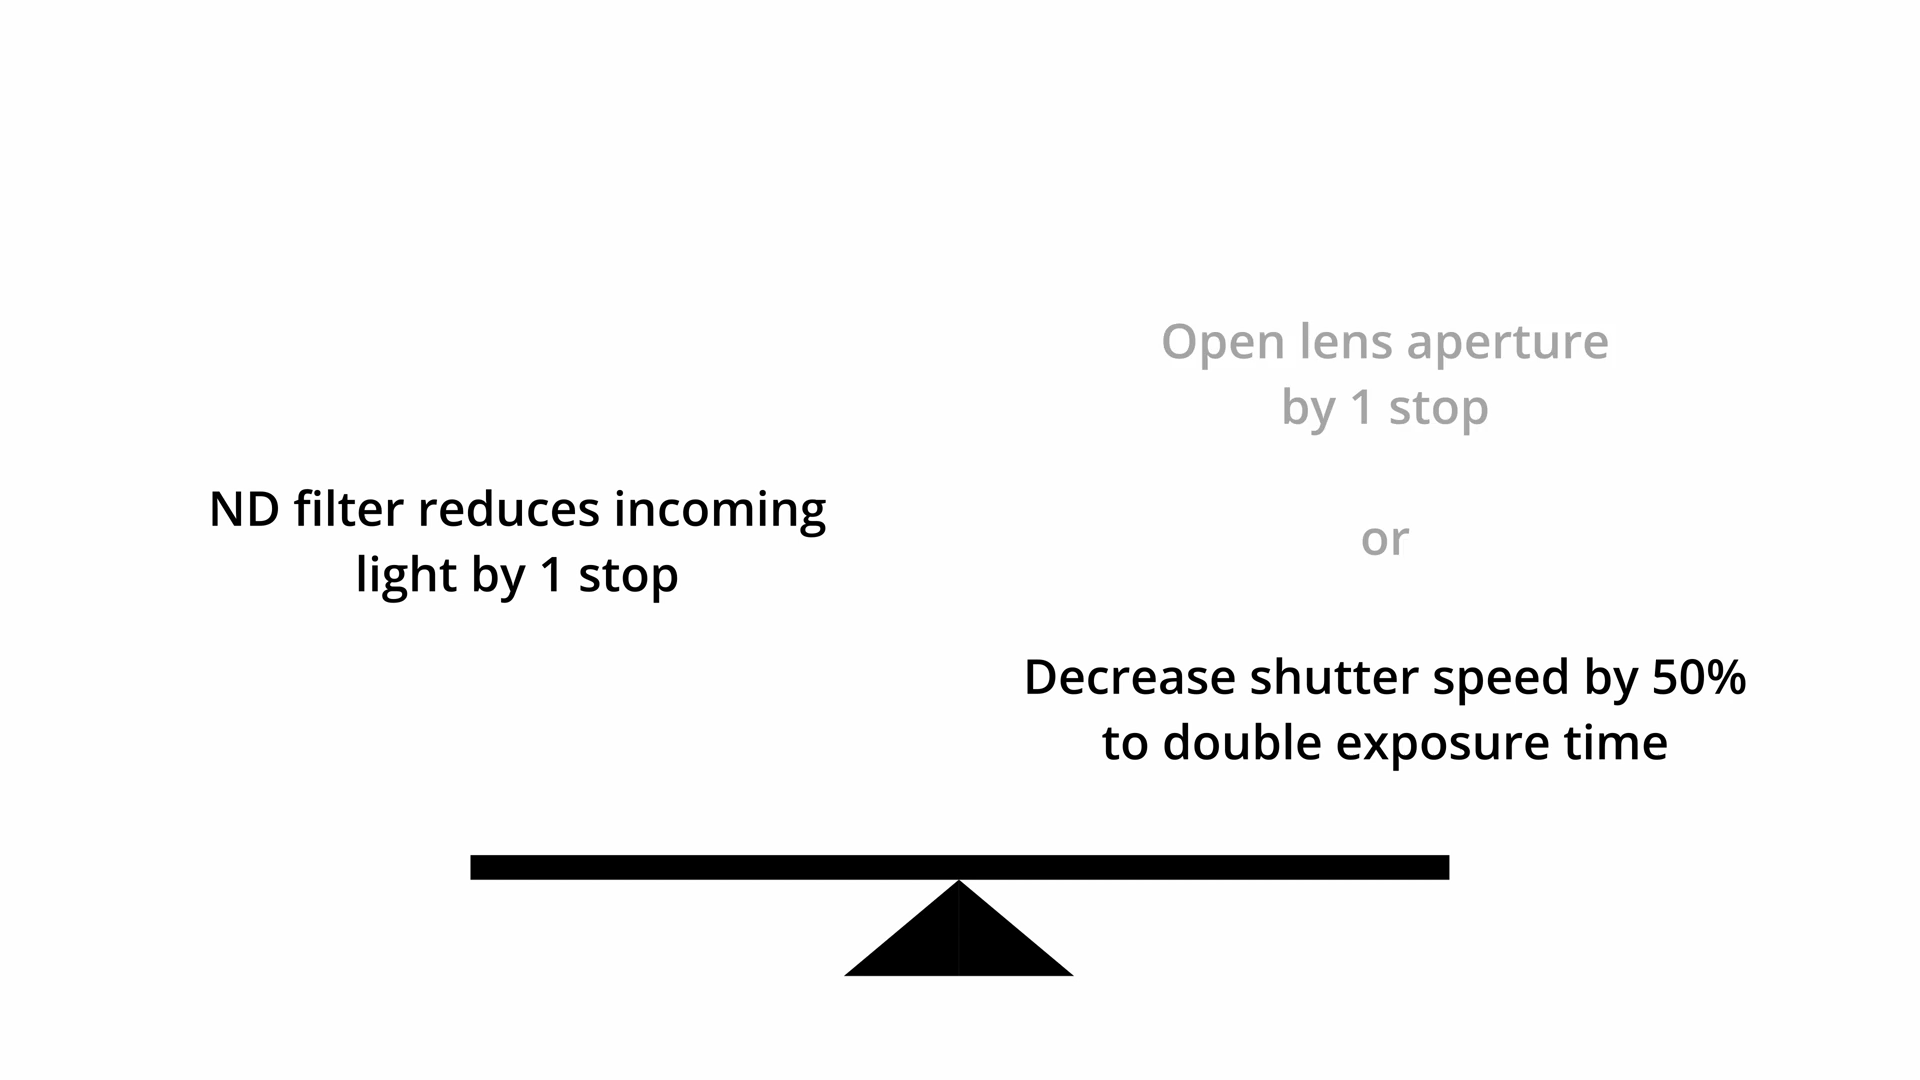 ND filter reduces incoming
light by 1 stop
Open lens aperture
by 1 stop
or
Decrease shutter speed by 50%
to double exposure time